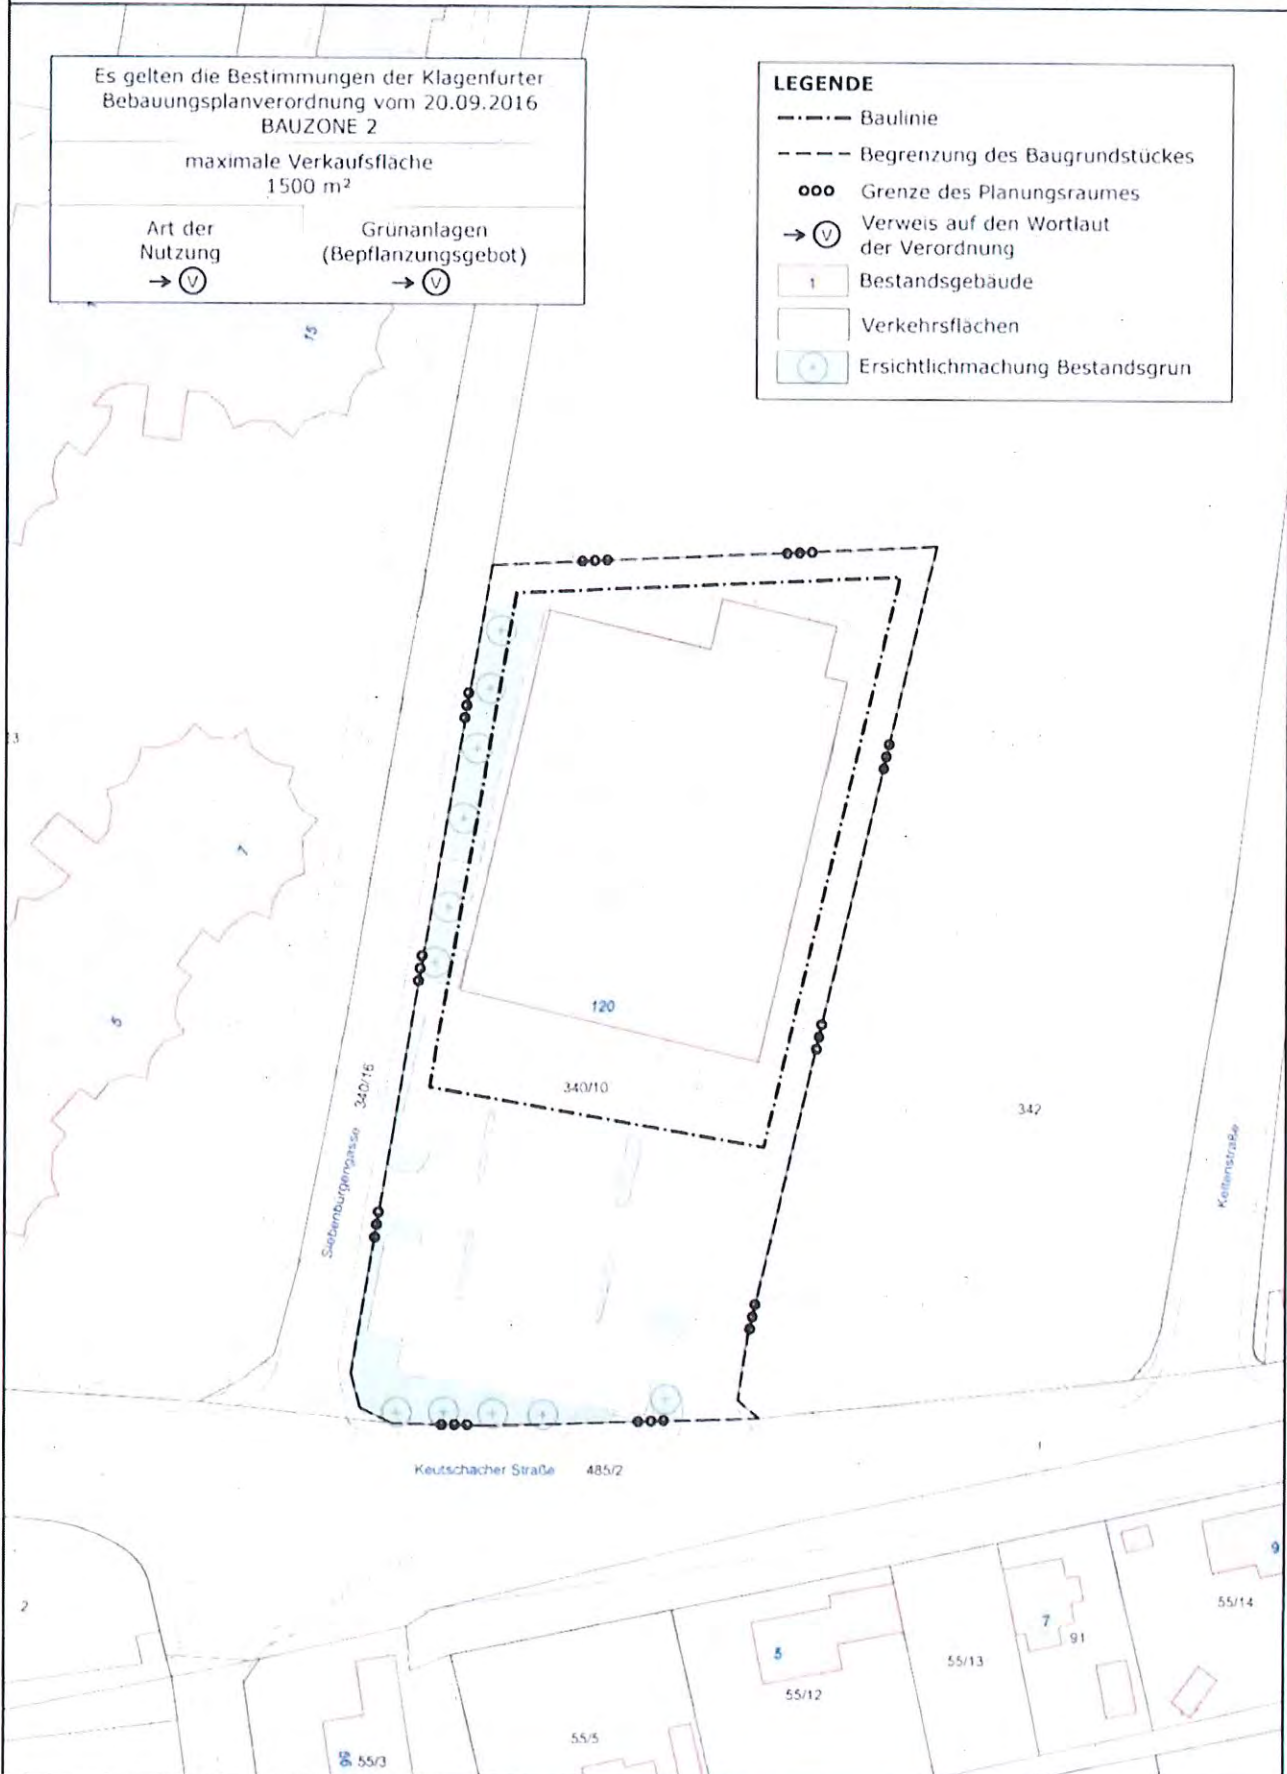 Es gelten die Bestimmungen der Klagenfurter
Bebauungsplanverordnung vom 20.09.2016
BAUZONE 2
maximale Verkaufsfläche
1500 m²
Art der
Nutzung
→ V
Grünanlagen
(Bepflanzungsgebot)
→ V
LEGENDE
Baulinie
Begrenzung des Baugrundstückes
Grenze des Planungsraumes
→ V Verweis auf den Wortlaut
der Verordnung
1 Bestandsgebäude
Verkehrsflächen
Ersichtlichmachung Bestandsgrun
15
7
5
120
340/10
340/16
Siebenbürgengasse
342
Keltenstraße
Keutschacher Straße 485/2
1
2
9
55/14
7
91
5
55/13
55/12
55/5
55/3